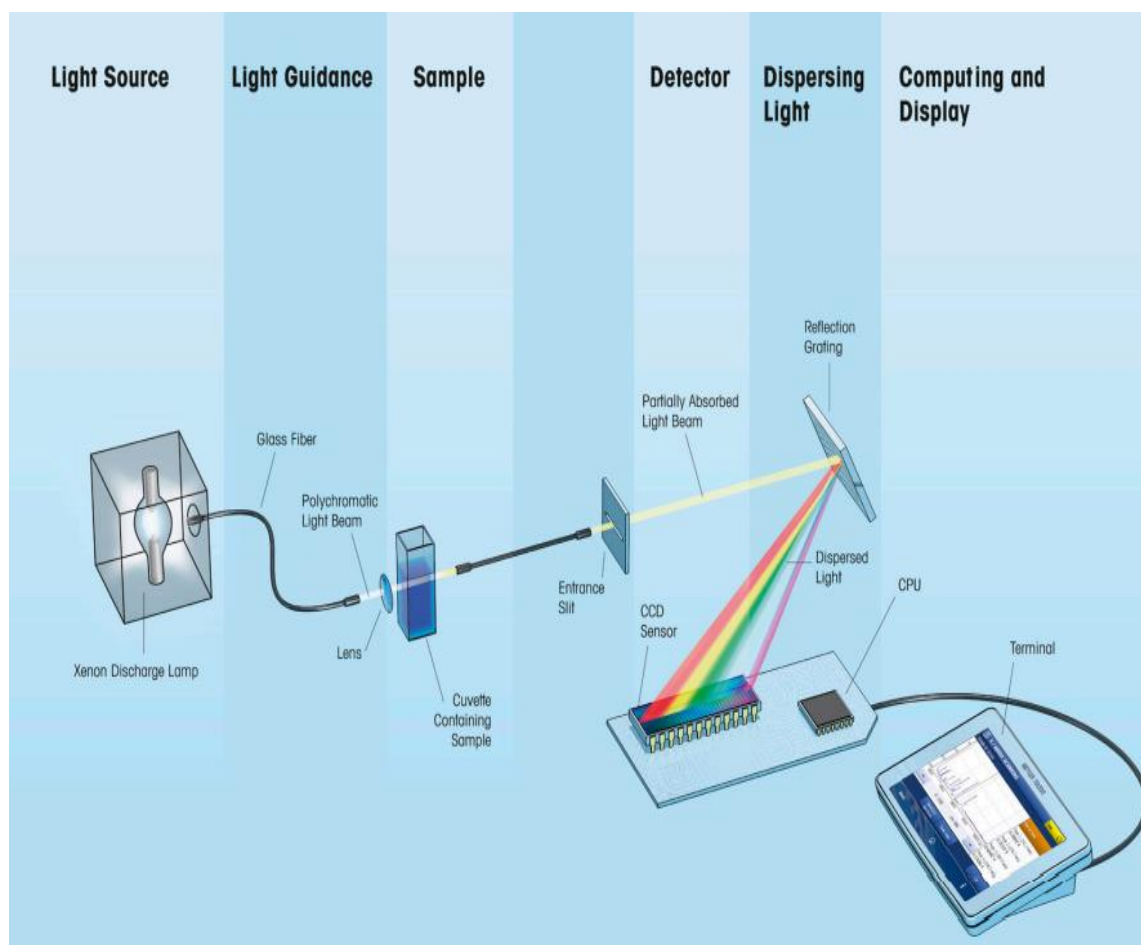 Light Source
Light Guidance
Sample
Detector
Dispersing
Light
Computing and
Display
Reflection
Grating
Partially Absorbed
Light Beam
Glass Fiber
Polychromatic
Light Beam
Dispersed
Light
Entrance
Slit
CPU
CCD
Sensor
Lens
Terminal
Xenon Discharge Lamp
Cuvette
Containing
Sample